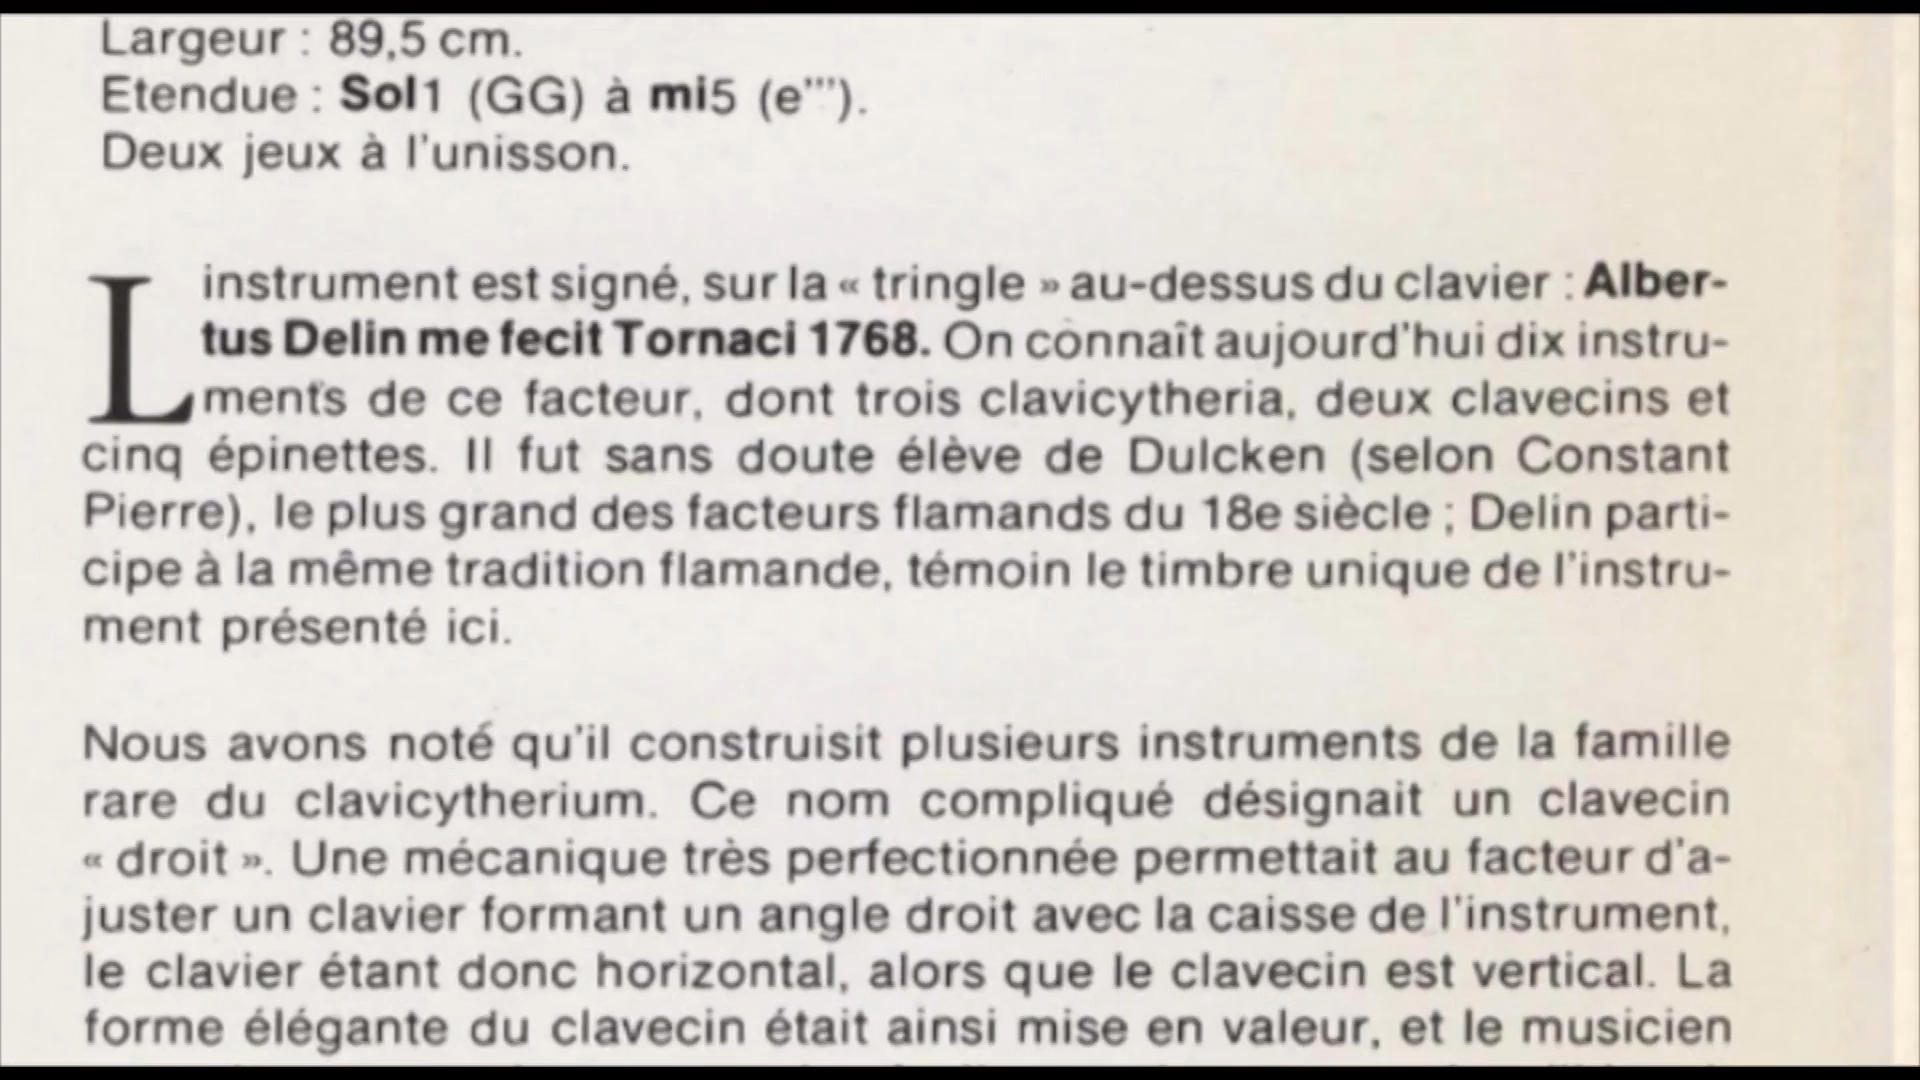 Largeur : 89,5 cm.
Etendue : Sol1 (GG) à mi5 (e''').
Deux jeux à l'unisson.
L instrument est signé, sur la « tringle » au-dessus du clavier : Alber-
tus Delin me fecit Tornaci 1768. On connaît aujourd'hui dix instru-
ments de ce facteur, dont trois clavicytheria, deux clavecins et
cinq épinettes. Il fut sans doute élève de Dulcken (selon Constant
Pierre), le plus grand des facteurs flamands du 18e siècle ; Delin parti-
cipe à la même tradition flamande, témoin le timbre unique de l'instru-
ment présenté ici.
Nous avons noté qu'il construisit plusieurs instruments de la famille
rare du clavicytherium. Ce nom compliqué désignait un clavecin
« droit ». Une mécanique très perfectionnée permettait au facteur d'a-
juster un clavier formant un angle droit avec la caisse de l'instrument,
le clavier étant donc horizontal, alors que le clavecin est vertical. La
forme élégante du clavecin était ainsi mise en valeur, et le musicien